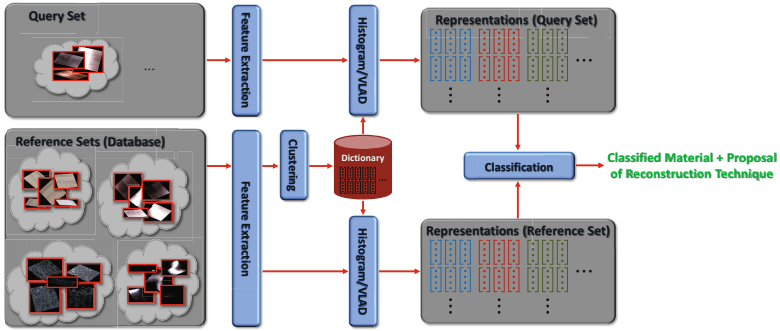 Query Set
...
Feature Extraction
Histogram/VLAD
Representations (Query Set)
...
Reference Sets (Database)
Feature Extraction
Clustering
Dictionary
...
Histogram/VLAD
Classification
Classified Material + Proposal
of Reconstruction Technique
Representations (Reference Set)
...